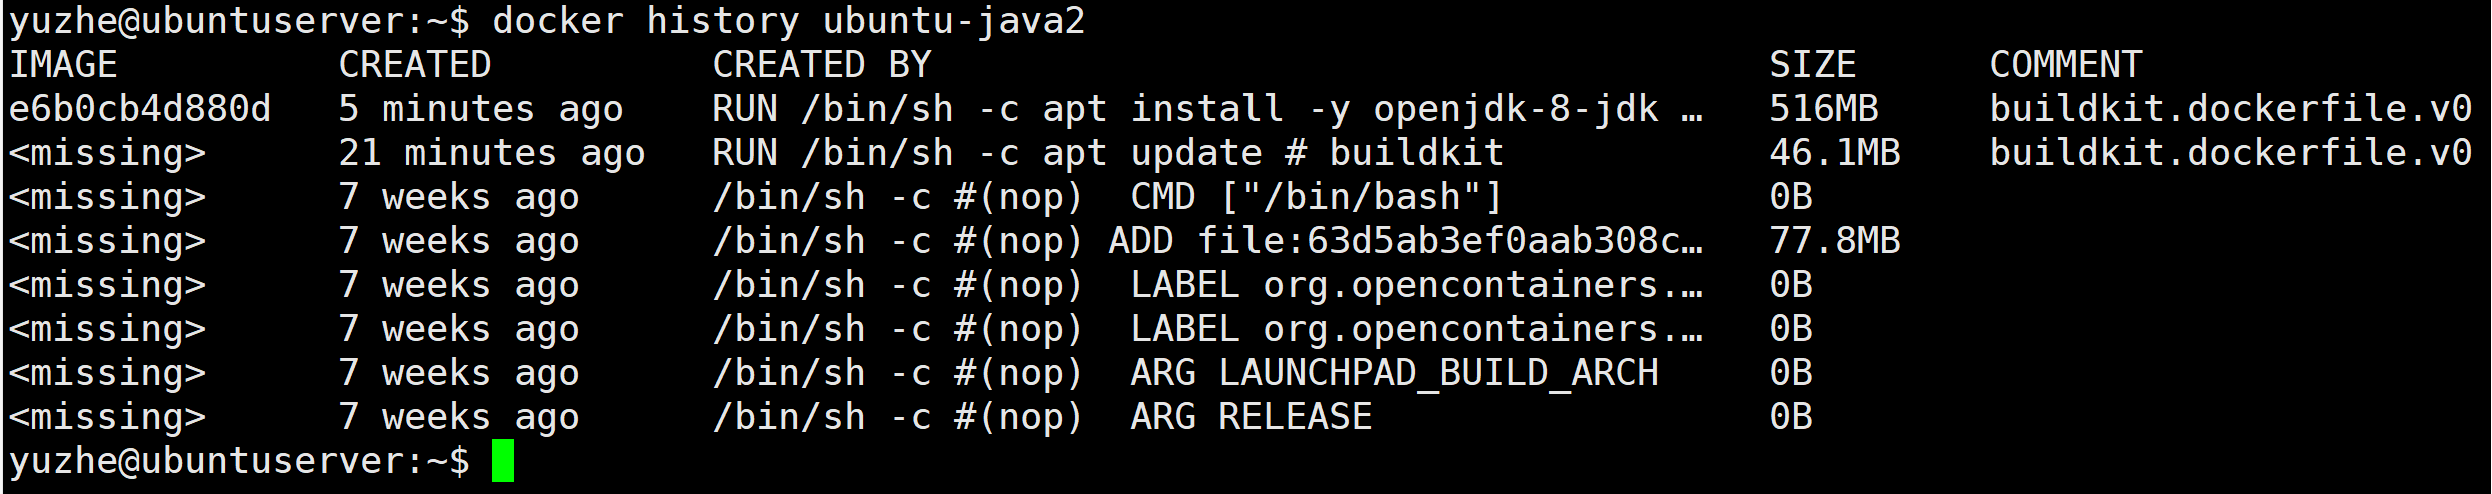 yuzhe@ubuntuserver:~$ docker history ubuntu-java2
IMAGE          CREATED          CREATED BY                                      SIZE      COMMENT
e6b0cb4d880d   5 minutes ago    RUN /bin/sh -c apt install -y openjdk-8-jdk …   516MB     buildkit.dockerfile.v0
<missing>      21 minutes ago   RUN /bin/sh -c apt update # buildkit            46.1MB    buildkit.dockerfile.v0
<missing>      7 weeks ago      /bin/sh -c #(nop)  CMD ["/bin/bash"]            0B
<missing>      7 weeks ago      /bin/sh -c #(nop) ADD file:63d5ab3ef0aab308c…   77.8MB
<missing>      7 weeks ago      /bin/sh -c #(nop)  LABEL org.opencontainers.…   0B
<missing>      7 weeks ago      /bin/sh -c #(nop)  LABEL org.opencontainers.…   0B
<missing>      7 weeks ago      /bin/sh -c #(nop)  ARG LAUNCHPAD_BUILD_ARCH     0B
<missing>      7 weeks ago      /bin/sh -c #(nop)  ARG RELEASE                  0B
yuzhe@ubuntuserver:~$